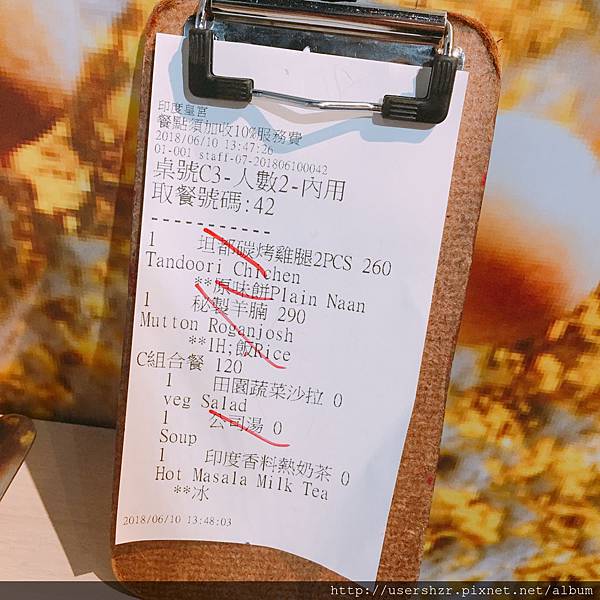 印度皇宮
餐點須加收10%服務費
2018/06/10 13:47:26
01-001 staff-07-201806100042
桌號C3-人數2-內用
取餐號碼:42
1 坦都碳烤雞腿2PCS 260
Tandoori Chichen
**原味餅Plain Naan
1 秘製羊腩 290
Mutton Roganjosh
**1H;飯Rice
C組合餐 120
1 田園蔬菜沙拉 0
veg Salad
1 公司湯 0
Soup
1 印度香料熱奶茶 0
Hot Masala Milk Tea
**冰
2018/06/10 13:48:03
http://usershzr.pixnet.net/album